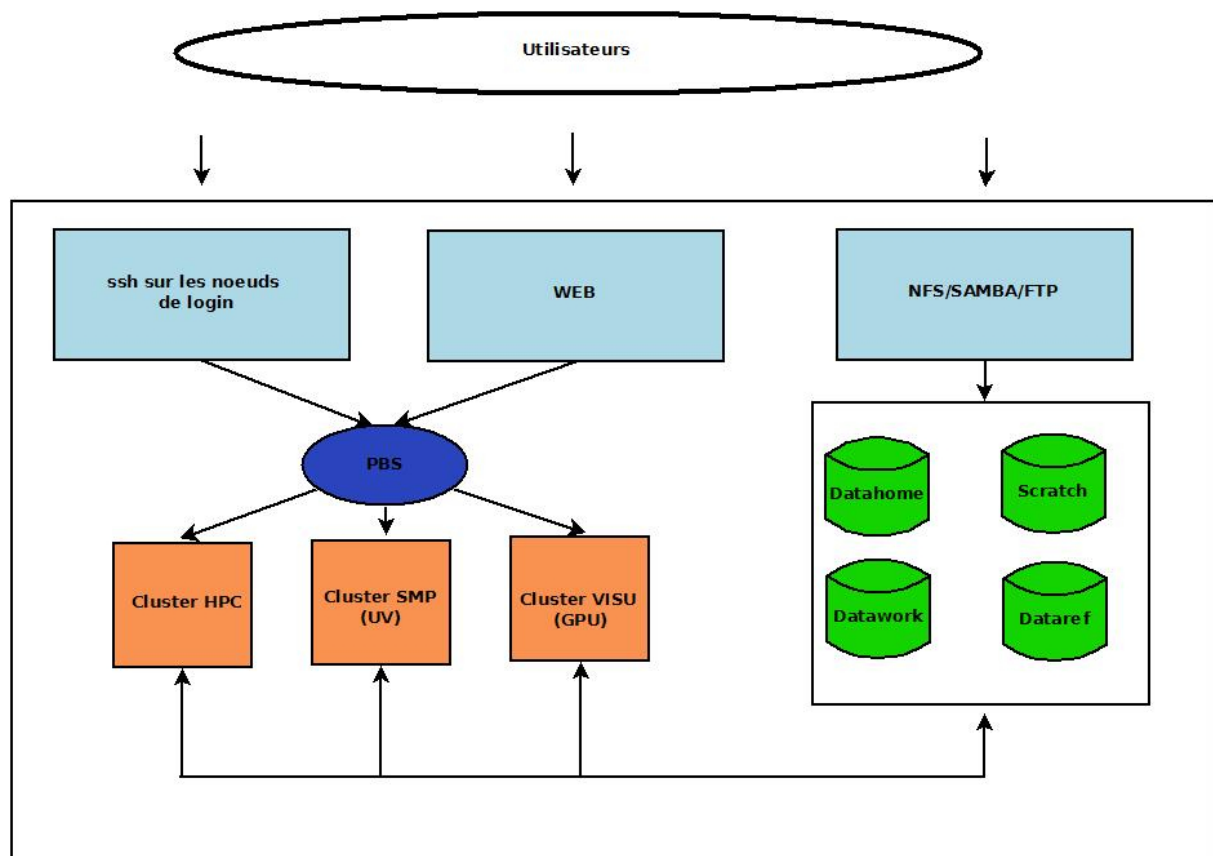 Utilisateurs
ssh sur les noeuds
de login
WEB
NFS/SAMBA/FTP
PBS
Datahome
Scratch
Datawork
Dataref
Cluster HPC
Cluster SMP
(UV)
Cluster VISU
(GPU)